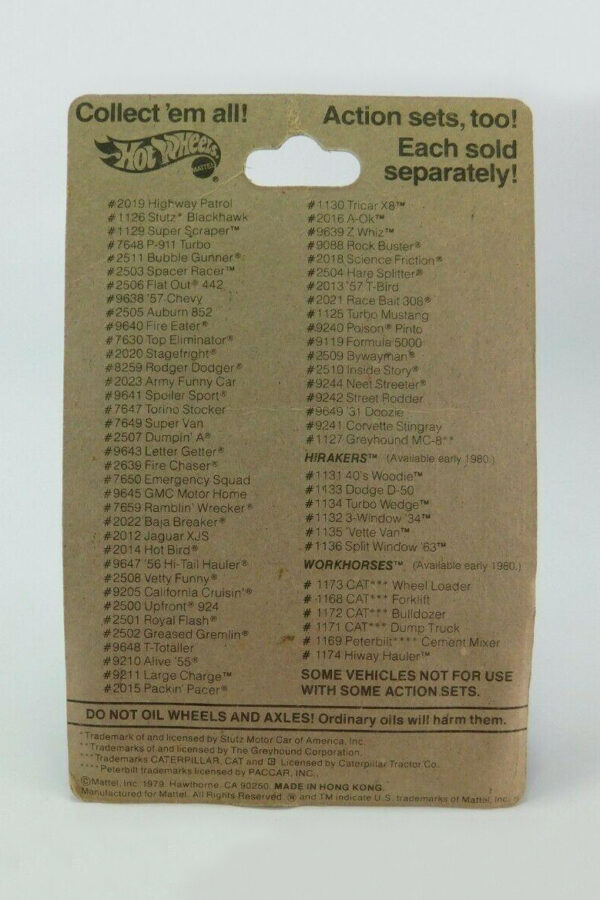 Collect 'em all!
Hot Wheels
MATTEL
®
#2019 Highway Patrol
#1126 Stutz* Blackhawk
#1129 Super Scraper™
#7648 P-911 Turbo
#2511 Bubble Gunner®
#2503 Spacer Racer™
#2506 Flat Out® 442
#9638 '57 Chevy
#2505 Auburn 852
#9640 Fire Eater®
#7630 Top Eliminator®
#2020 Stagefright®
#8259 Rodger Dodger®
#2023 Army Funny Car
#9641 Spoiler Sport®
#7647 Torino Stocker
#7649 Super Van
#2507 Dumpin' A®
#9643 Letter Getter®
#2639 Fire Chaser®
#7650 Emergency Squad
#9645 GMC Motor Home
#7659 Ramblin' Wrecker®
#2022 Baja Breaker®
#2012 Jaguar XJS
#2014 Hot Bird®
#9647 '56 Hi-Tail Hauler®
#2508 Vetty Funny®
#9205 California Cruisin'®
#2500 Upfront® 924
#2501 Royal Flash®
#2502 Greased Gremlin®
#9648 T-Totaller
#9210 Alive '55®
#9211 Large Charge™
#2015 Packin' Pacer®
Action sets, too!
Each sold
separately!
#1130 Tricar X8™
#2016 A-Ok™
#9639 Z Whiz™
#9088 Rock Buster®
#2018 Science Friction®
#2504 Hare Splitter®
#2013 '57 T-Bird
#2021 Race Bait 308®
#1125 Turbo Mustang
#9240 Poison® Pinto
#9119 Formula 5000
#2509 Bywayman®
#2510 Inside Story®
#9244 Neet Streeter®
#9242 Street Rodder
#9649 '31 Doozie
#9241 Corvette Stingray
#1127 Greyhound MC-8**
HIRAKERS™ (Available early 1980.)
#1131 40's Woodie™
#1133 Dodge D-50
#1134 Turbo Wedge™
#1132 3-Window '34™
#1135 'Vette Van™
#1136 Split Window '63™
WORKHORSES™ (Available early 1980.)
# 1173 CAT*** Wheel Loader
# 1168 CAT*** Forklift
# 1172 CAT*** Bulldozer
# 1171 CAT*** Dump Truck
# 1169 Peterbilt**** Cement Mixer
# 1174 Hiway Hauler™
SOME VEHICLES NOT FOR USE
WITH SOME ACTION SETS.
DO NOT OIL WHEELS AND AXLES! Ordinary oils will harm them.
*Trademark of and licensed by Stutz Motor Car of America, Inc.
**Trademarks of and licensed by The Greyhound Corporation.
***Trademarks CATERPILLAR, CAT and Licensed by Caterpillar Tractor Co.
****Peterbilt trademarks licensed by PACCAR, INC.,
©Mattel, Inc. 1979. Hawthorne, CA 90250. MADE IN HONG KONG.
Manufactured for Mattel. All Rights Reserved. ® and TM indicate U.S. trademarks of Mattel, Inc.